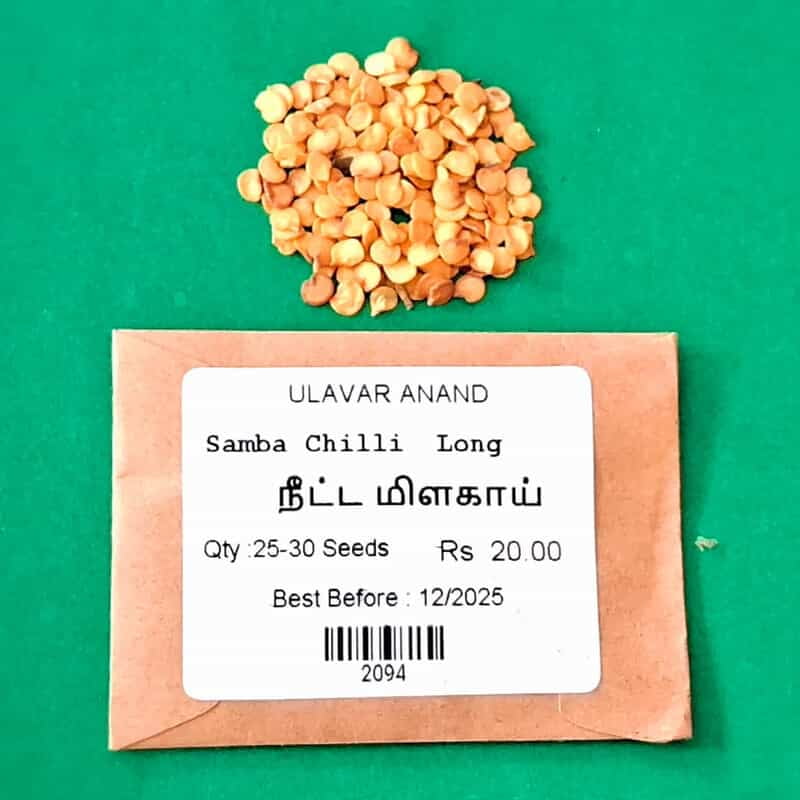 ULAVAR ANAND
Samba Chilli Long
நீட்ட மிளகாய்
Qty :25-30 Seeds Rs 20.00
Best Before : 12/2025
2094